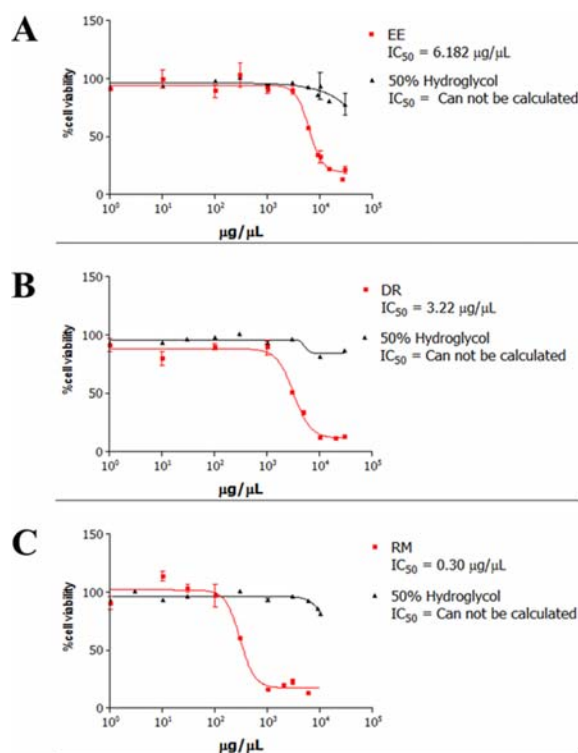 A
EE
IC50 = 6.182 µg/µL
50% Hydroglycol
IC50 = Can not be calculated
150
100
50
0
%cell viability
10^0 10^1 10^2 10^3 10^4 10^5
µg/µL
B
DR
IC50 = 3.22 µg/µL
50% Hydroglycol
IC50 = Can not be calculated
150
100
50
0
%cell viability
10^0 10^1 10^2 10^3 10^4 10^5
µg/µL
C
RM
IC50 = 0.30 µg/µL
50% Hydroglycol
IC50 = Can not be calculated
150
100
50
0
%cell viability
10^0 10^1 10^2 10^3 10^4 10^5
µg/µL